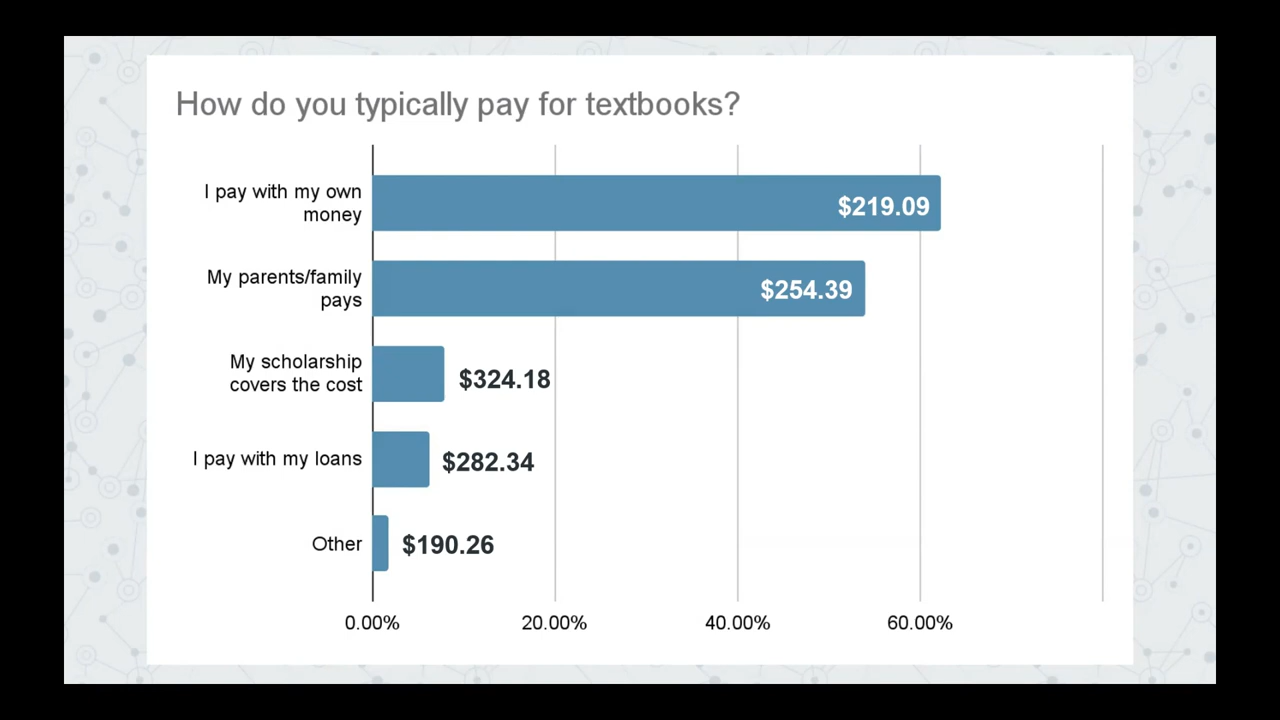 How do you typically pay for textbooks?
I pay with my own
money
$219.09
My parents/family
pays
$254.39
My scholarship
covers the cost
$324.18
I pay with my loans
$282.34
Other
$190.26
0.00%
20.00%
40.00%
60.00%